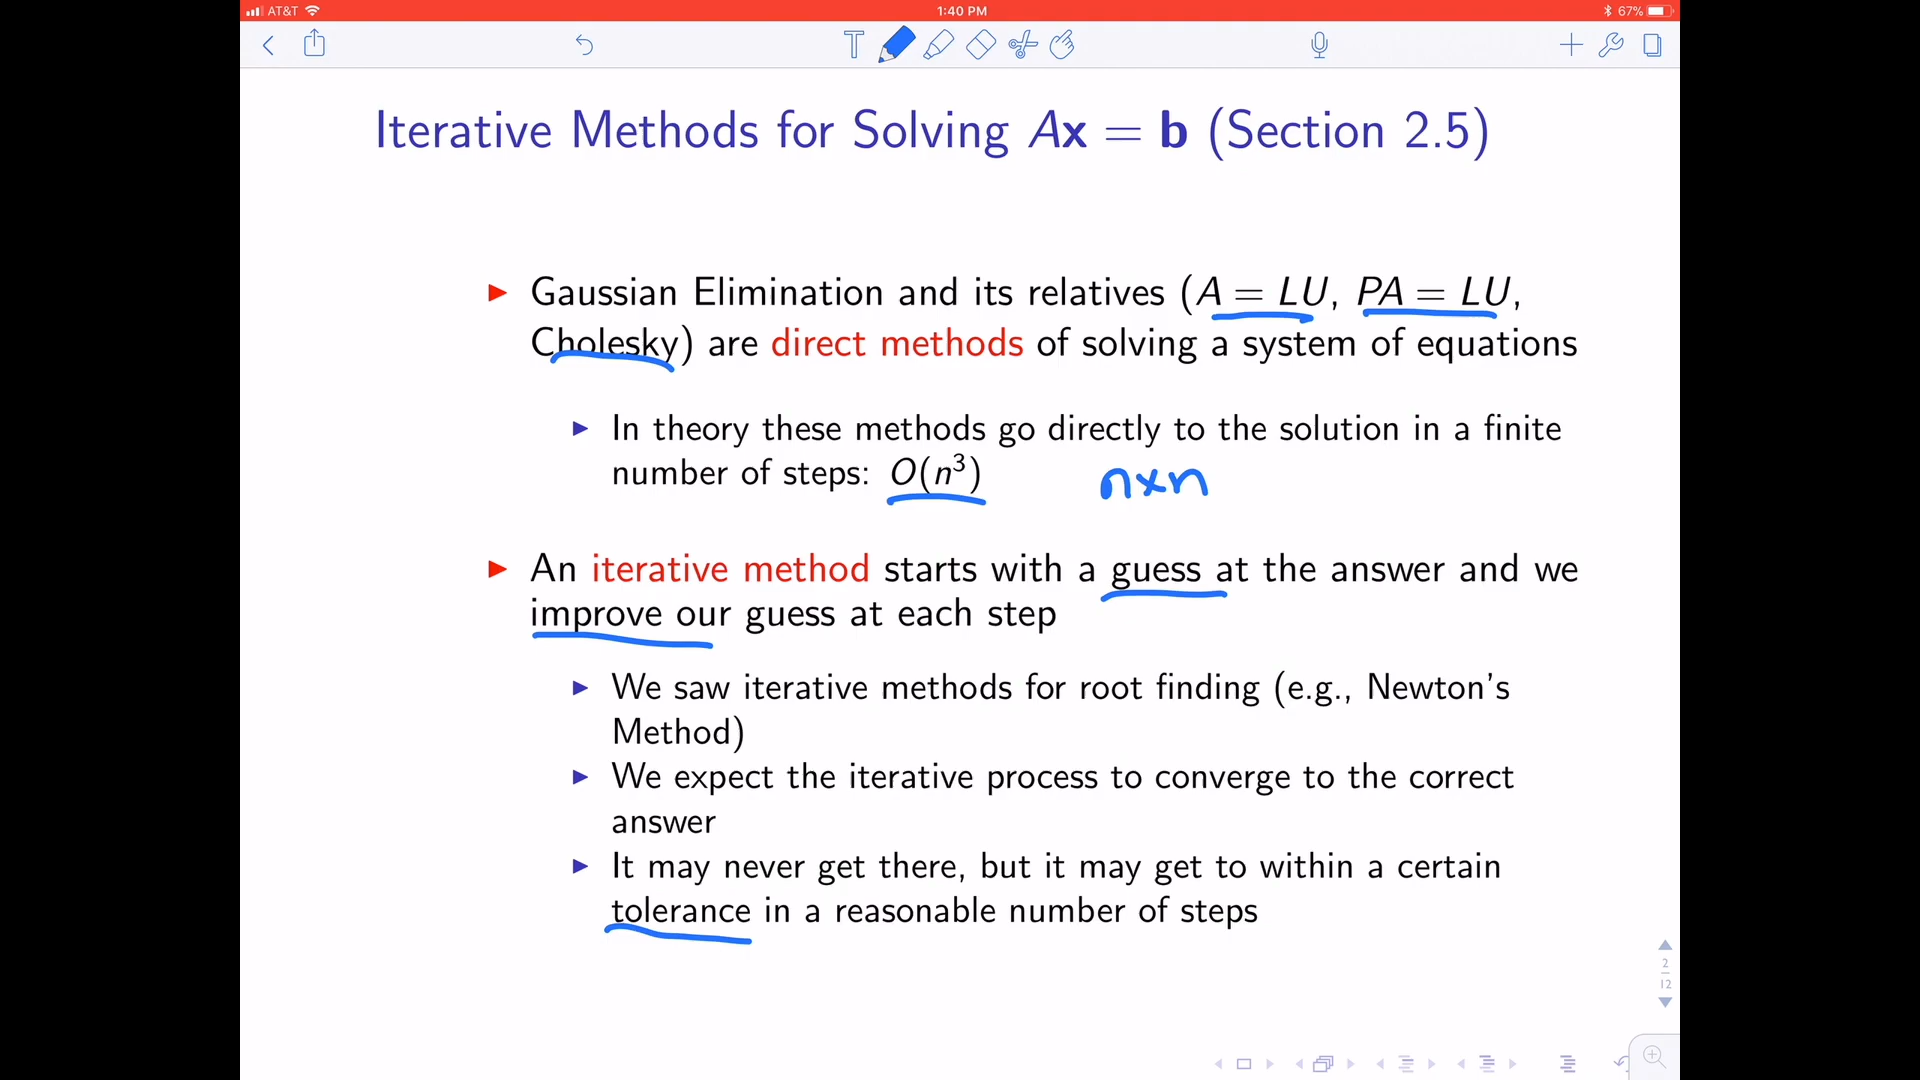 AT&T 1:40 PM 67%
T
Iterative Methods for Solving Ax = b (Section 2.5)
Gaussian Elimination and its relatives (A = LU, PA = LU,
Cholesky) are direct methods of solving a system of equations
In theory these methods go directly to the solution in a finite
number of steps: O(n³) n×n
An iterative method starts with a guess at the answer and we
improve our guess at each step
We saw iterative methods for root finding (e.g., Newton's
Method)
We expect the iterative process to converge to the correct
answer
It may never get there, but it may get to within a certain
tolerance in a reasonable number of steps
2
12